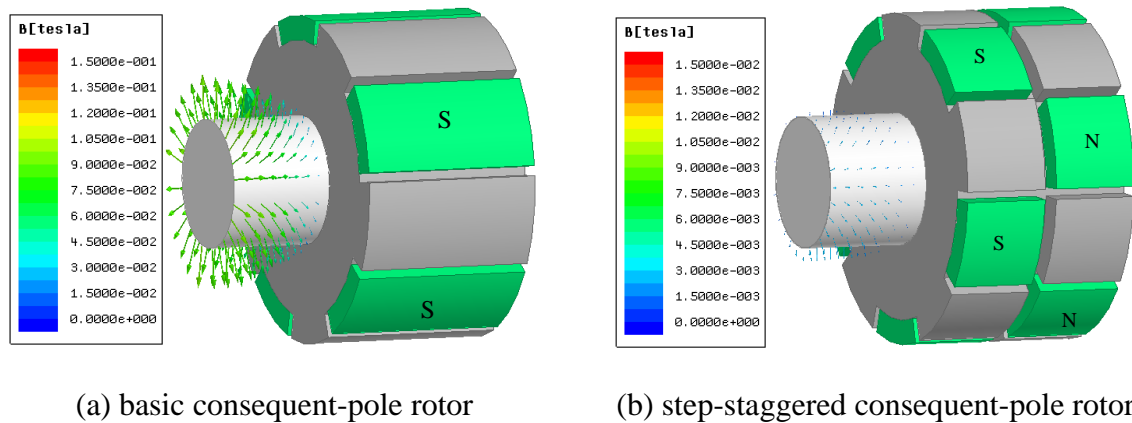 B[tesla]
1.5000e-001
1.3500e-001
1.2000e-001
1.0500e-001
9.0000e-002
7.5000e-002
6.0000e-002
4.5000e-002
3.0000e-002
1.5000e-002
0.0000e+000
S
S
(a) basic consequent-pole rotor
B[tesla]
1.5000e-002
1.3500e-002
1.2000e-002
1.0500e-002
9.0000e-003
7.5000e-003
6.0000e-003
4.5000e-003
3.0000e-003
1.5000e-003
0.0000e+000
S
N
S
N
(b) step-staggered consequent-pole rotor